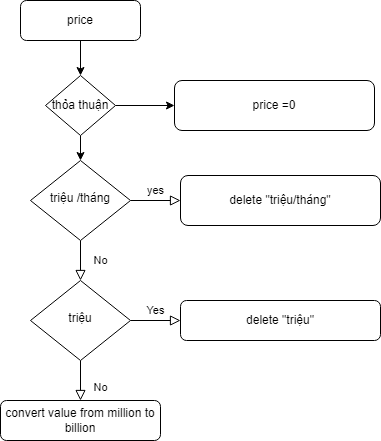 price
thỏa thuận
price =0
triệu /tháng
yes
delete "triệu/tháng"
No
triệu
Yes
delete "triệu"
No
convert value from million to
billion